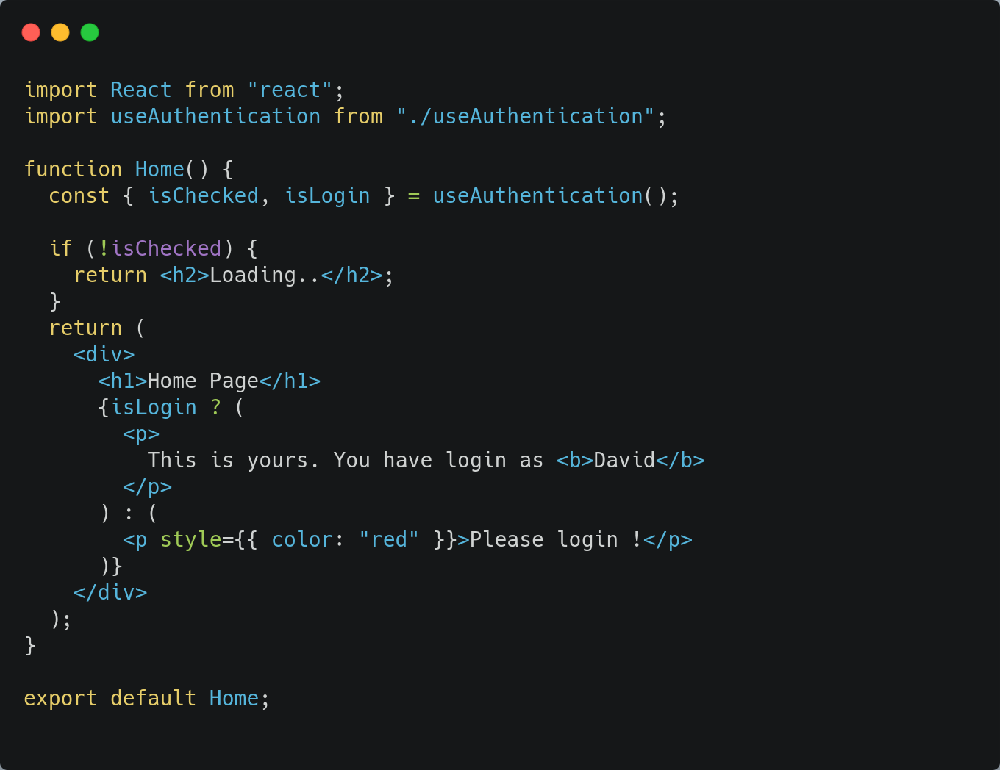 import React from "react";
import useAuthentication from "./useAuthentication";

function Home() {
  const { isChecked, isLogin } = useAuthentication();

  if (!isChecked) {
    return <h2>Loading..</h2>;
  }
  return (
    <div>
      <h1>Home Page</h1>
      {isLogin ? (
        <p>
          This is yours. You have login as <b>David</b>
        </p>
      ) : (
        <p style={{ color: "red" }}>Please login !</p>
      )}
    </div>
  );
}

export default Home;